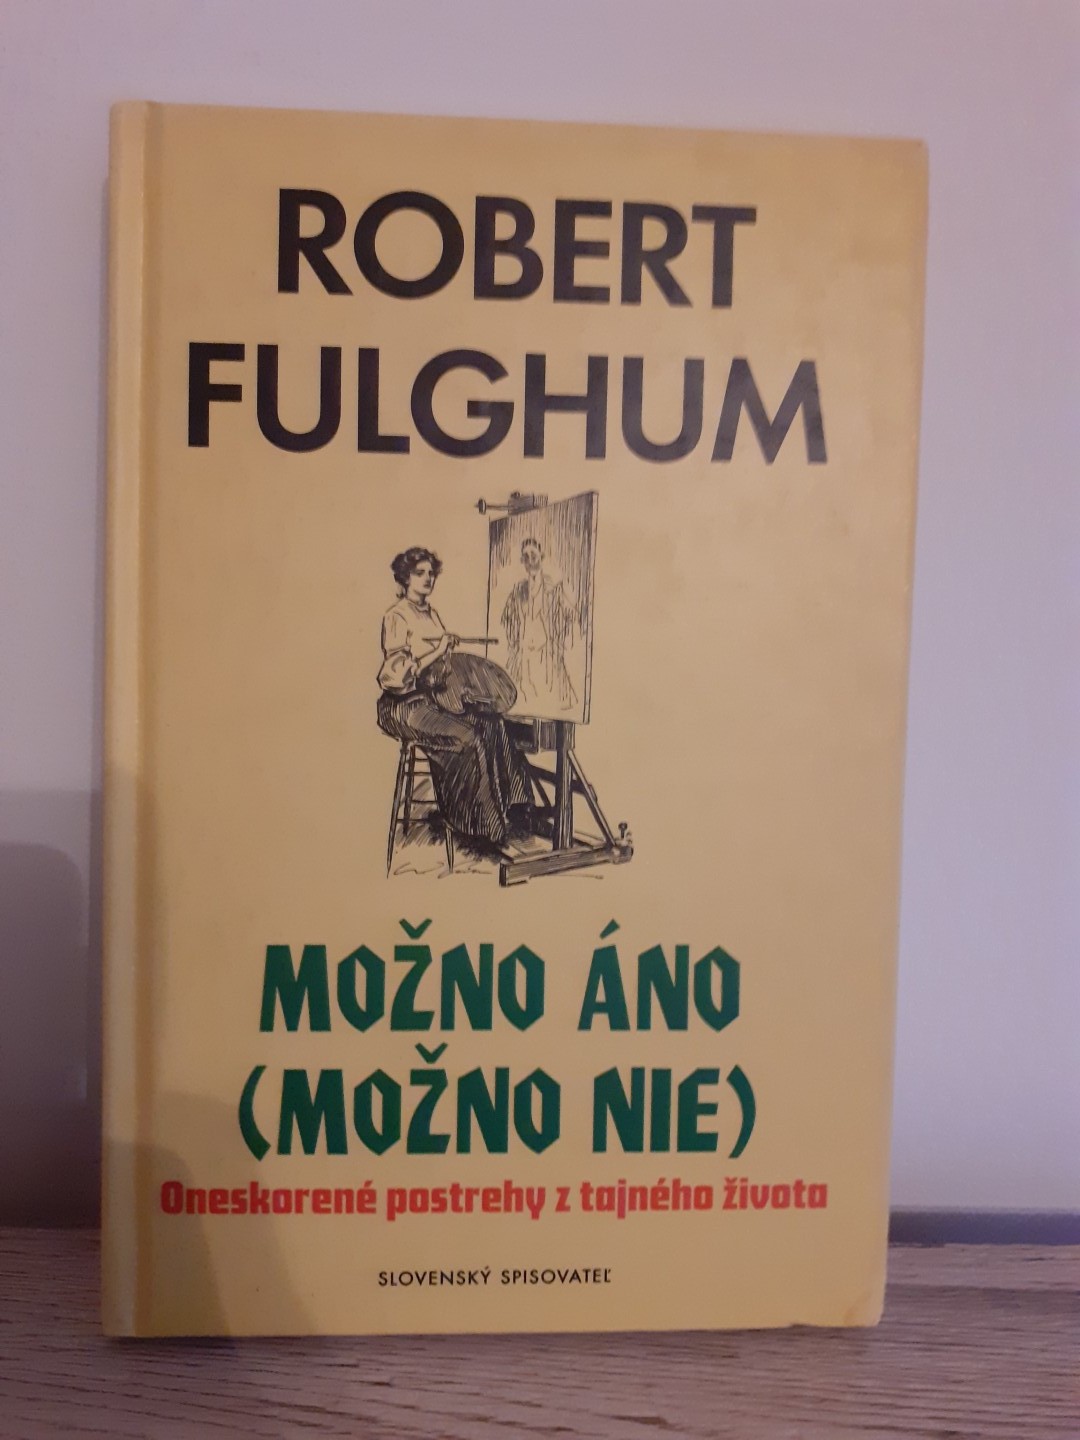 ROBERT
FULGHUM
MOŽNO ÁNO
(MOŽNO NIE)
Oneskorené postrehy z tajného života
SLOVENSKÝ SPISOVATEĽ